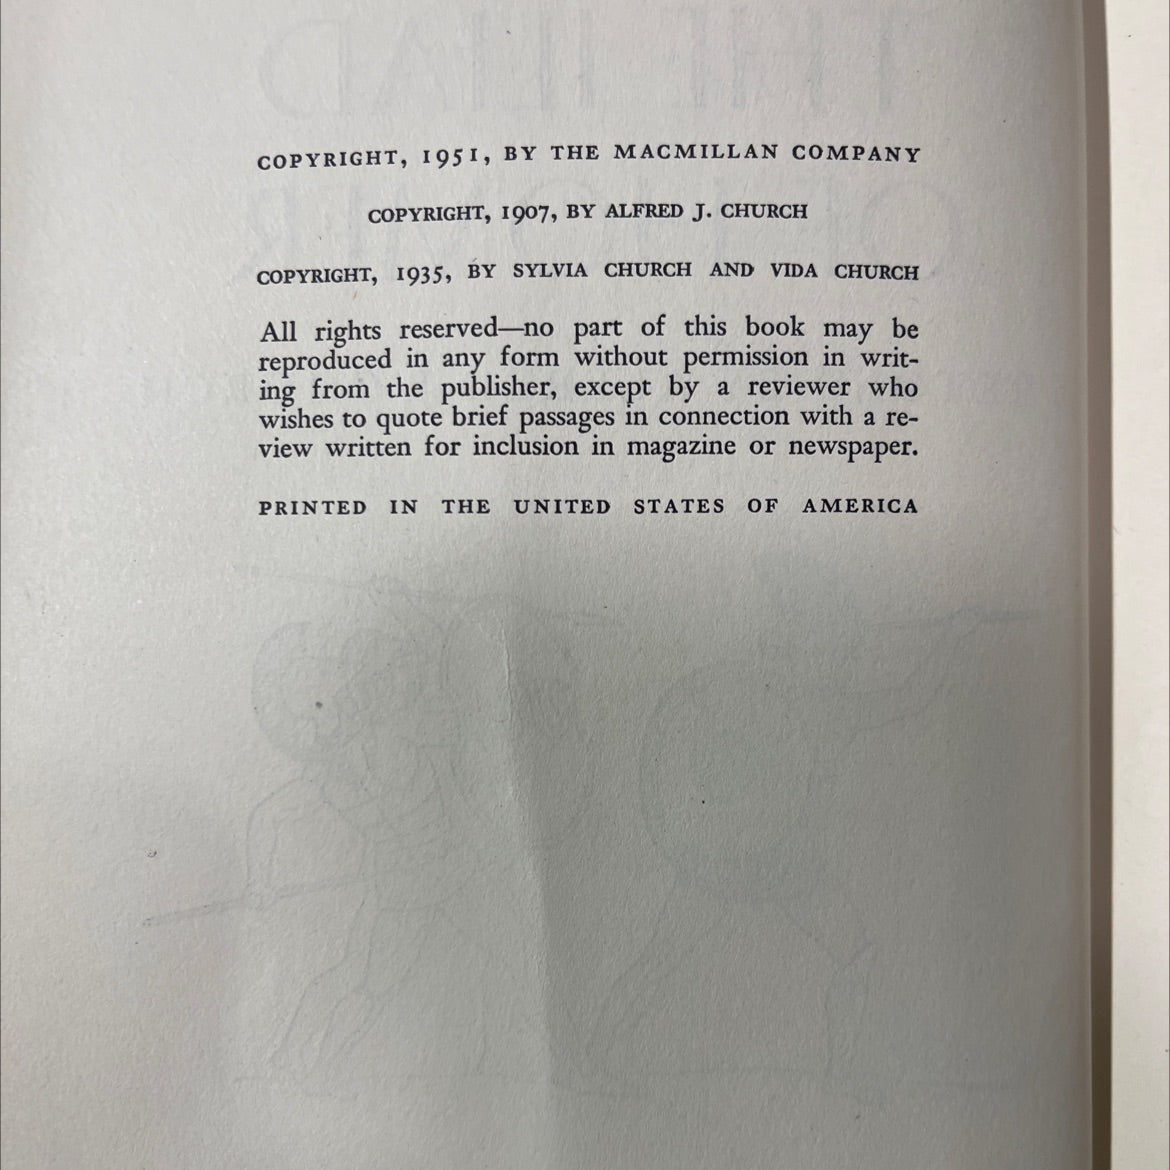 COPYRIGHT, 1951, BY THE MACMILLAN COMPANY
COPYRIGHT, 1907, BY ALFRED J. CHURCH
COPYRIGHT, 1935, BY SYLVIA CHURCH AND VIDA CHURCH
All rights reserved—no part of this book may be
reproduced in any form without permission in writ-
ing from the publisher, except by a reviewer who
wishes to quote brief passages in connection with a re-
view written for inclusion in magazine or newspaper.
PRINTED IN THE UNITED STATES OF AMERICA